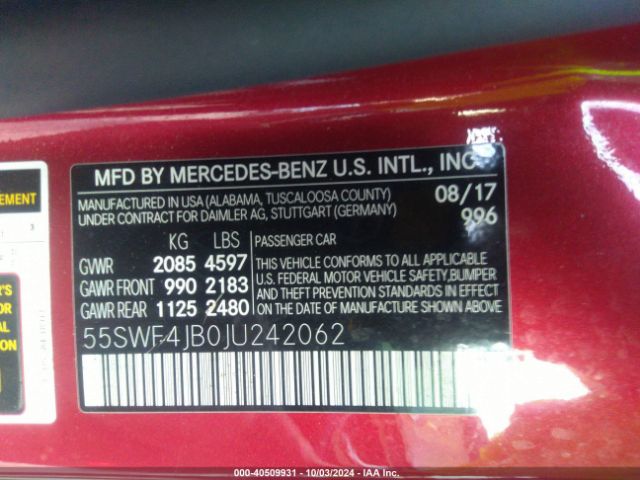 MFD BY MERCEDES-BENZ U.S. INTL., INC
MANUFACTURED IN USA (ALABAMA, TUSCALOOSA COUNTY)
UNDER CONTRACT FOR DAIMLER AG, STUTTGART (GERMANY)
08/17
996
KG LBS
GVWR 2085 4597
GAWR FRONT 990 2183
GAWR REAR 1125 2480
PASSENGER CAR
THIS VEHICLE CONFORMS TO ALL APPLICABLE
U.S. FEDERAL MOTOR VEHICLE SAFETY,BUMPER
AND THEFT PREVENTION STANDARDS IN EFFECT
ON THE DATE OF MANUFACTURE SHOWN ABOVE
55SWF4JB0JU242062
EMENT
000-40509931 - 10/03/2024 - IAA Inc.